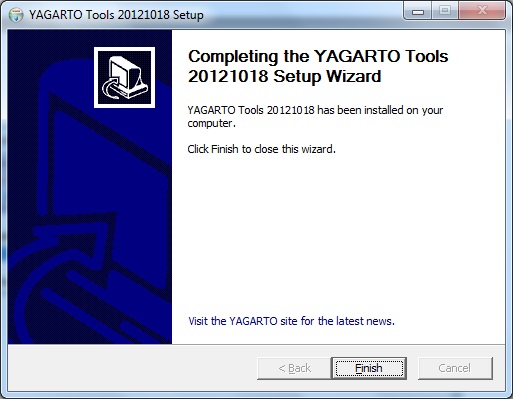 YAGARTO Tools 20121018 Setup
Completing the YAGARTO Tools
20121018 Setup Wizard
YAGARTO Tools 20121018 has been installed on your
computer.
Click Finish to close this wizard.
Visit the YAGARTO site for the latest news.
< Back Finish Cancel